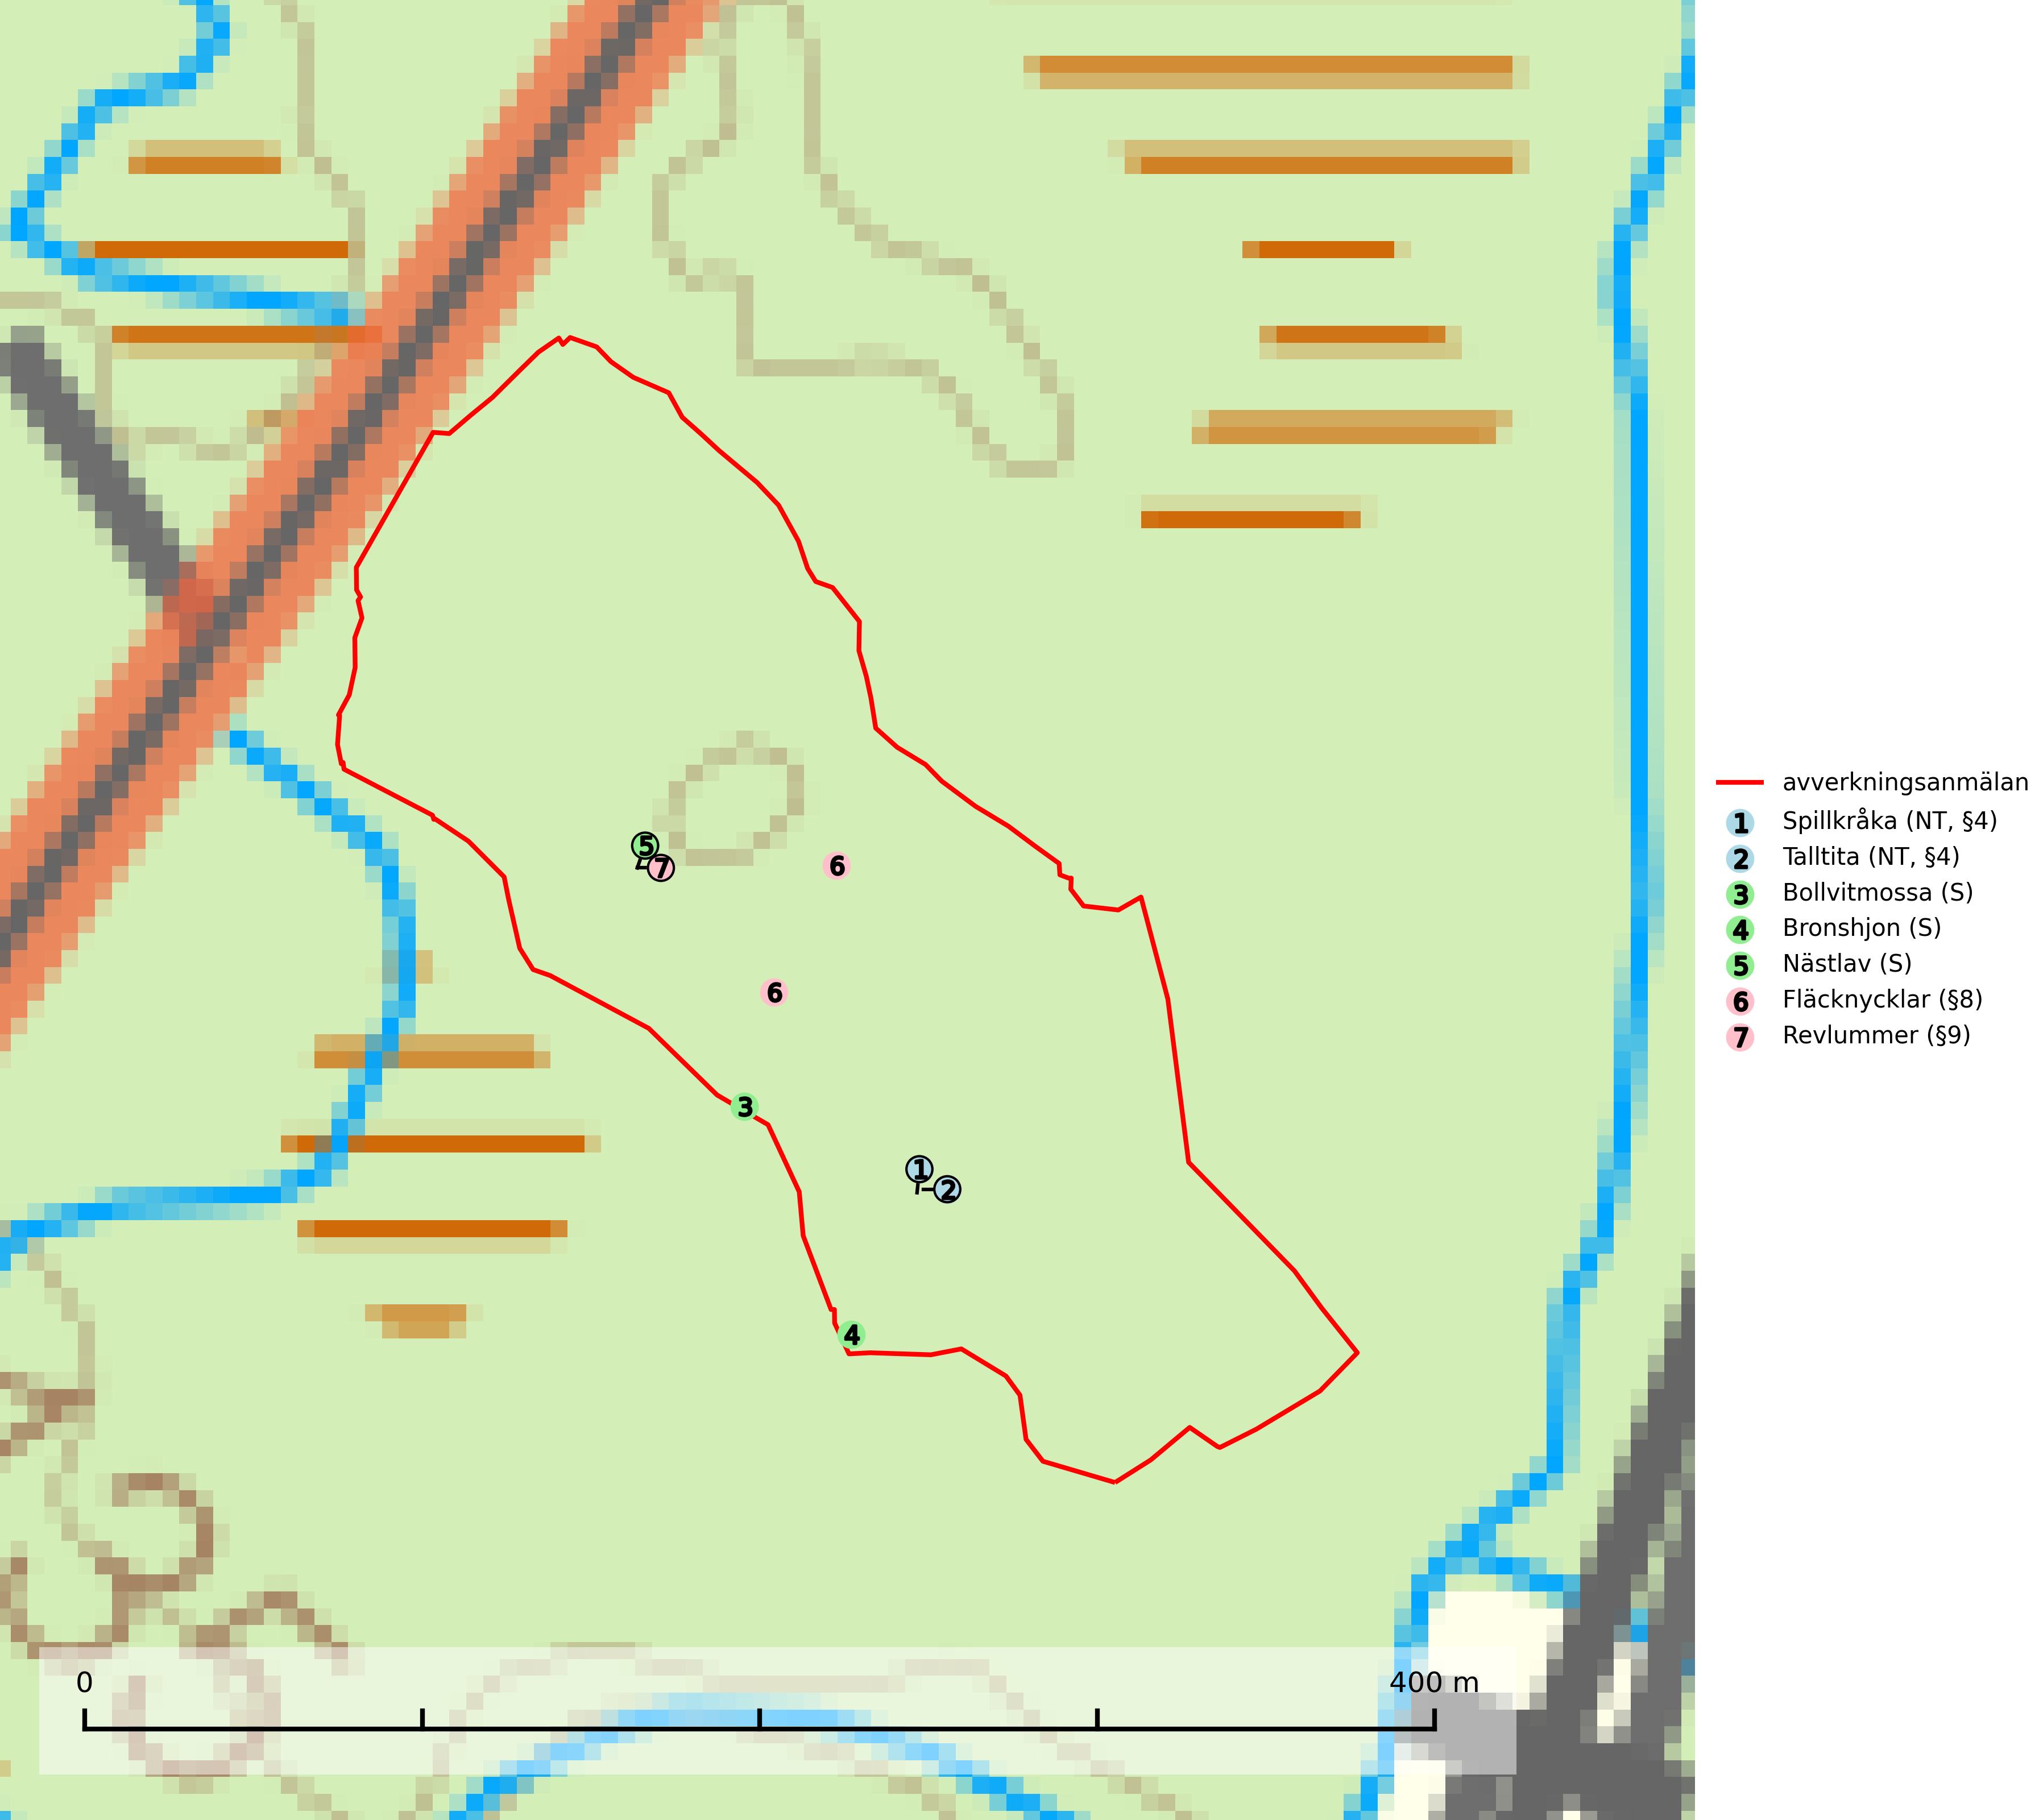 5
7
6
6
3
1
2
4
avverkningsanmälan
1 Spillkråka (NT, §4)
2 Talltita (NT, §4)
3 Bollvitmossa (S)
4 Bronshjon (S)
5 Nästlav (S)
6 Fläcknycklar (§8)
7 Revlummer (§9)
0 400 m